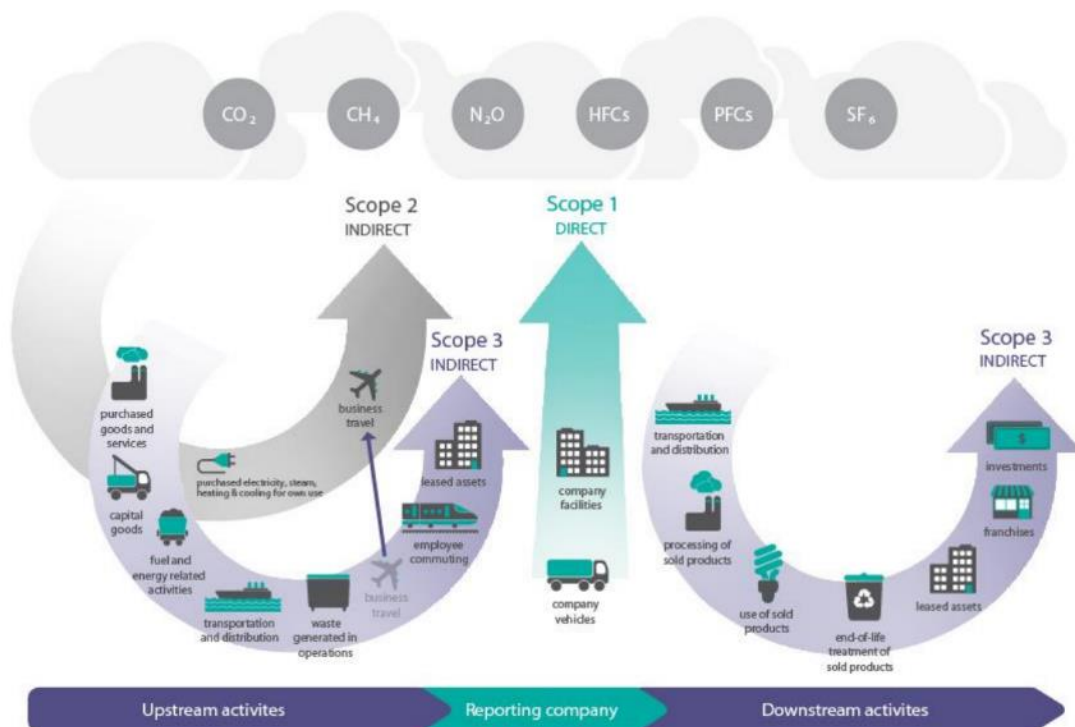 CO₂
CH₄
N₂O
HFCs
PFCs
SF₆
Scope 2
INDIRECT
Scope 1
DIRECT
Scope 3
INDIRECT
Scope 3
INDIRECT
purchased
goods and
services
capital
goods
fuel and
energy related
activities
purchased electricity, steam,
heating & cooling for own use
transportation
and distribution
waste
generated in
operations
business
travel
business
travel
employee
commuting
leased assets
company
facilities
company
vehicles
transportation
and distribution
processing of
sold products
use of sold
products
end-of-life
treatment of
sold products
leased assets
franchises
investments
$
Upstream activites
Reporting company
Downstream activites